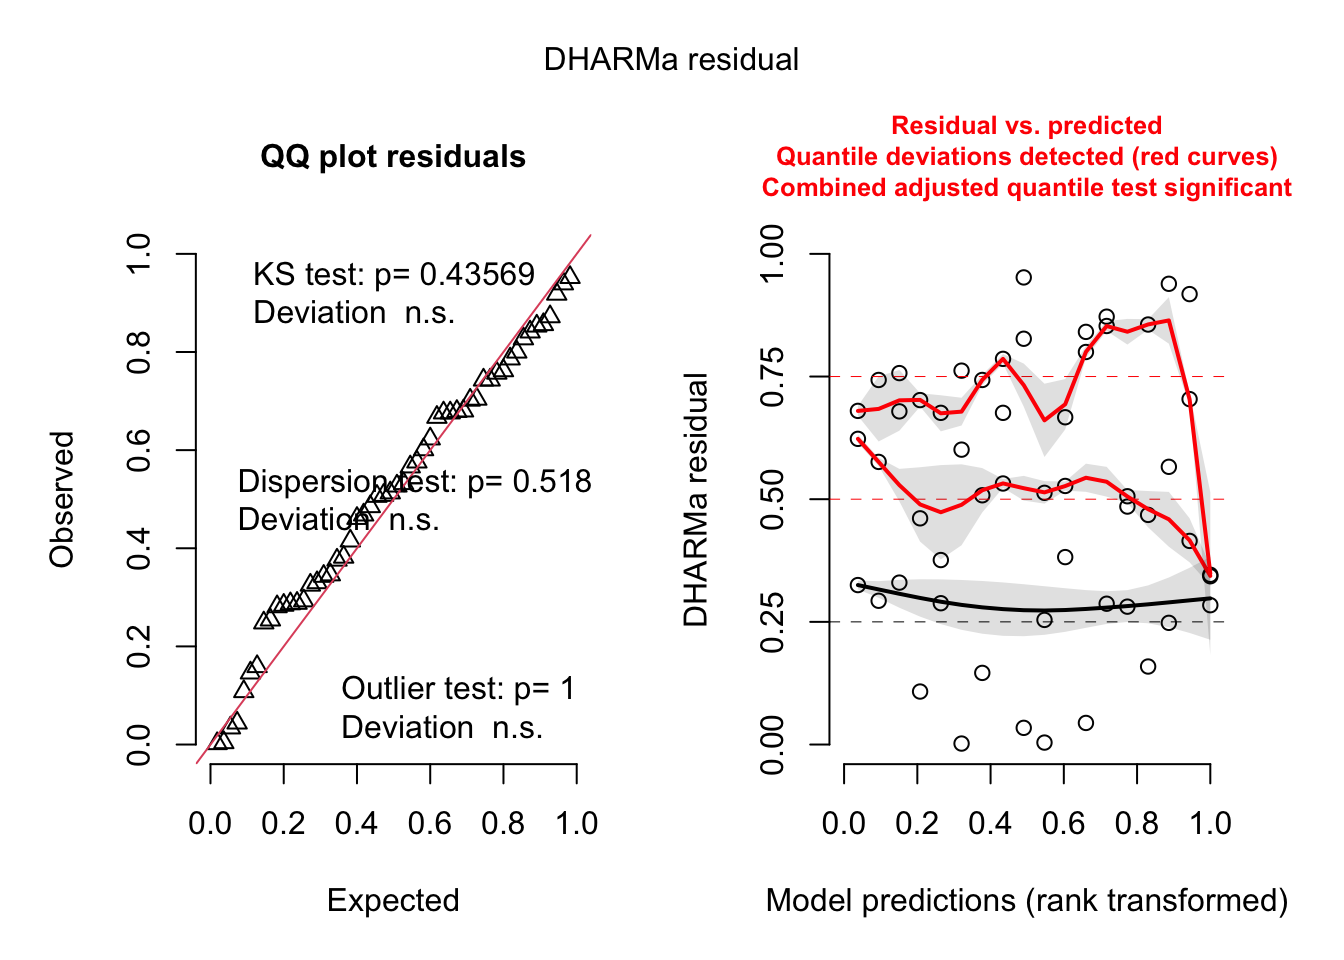 DHARMa residual
QQ plot residuals
KS test: p= 0.43569
Deviation  n.s.
Dispersion test: p= 0.518
Deviation  n.s.
Outlier test: p= 1
Deviation  n.s.
Observed
0.0 0.2 0.4 0.6 0.8 1.0
0.0 0.2 0.4 0.6 0.8 1.0
Expected
Residual vs. predicted
Quantile deviations detected (red curves)
Combined adjusted quantile test significant
DHARMa residual
0.00 0.25 0.50 0.75 1.00
0.0 0.2 0.4 0.6 0.8 1.0
Model predictions (rank transformed)